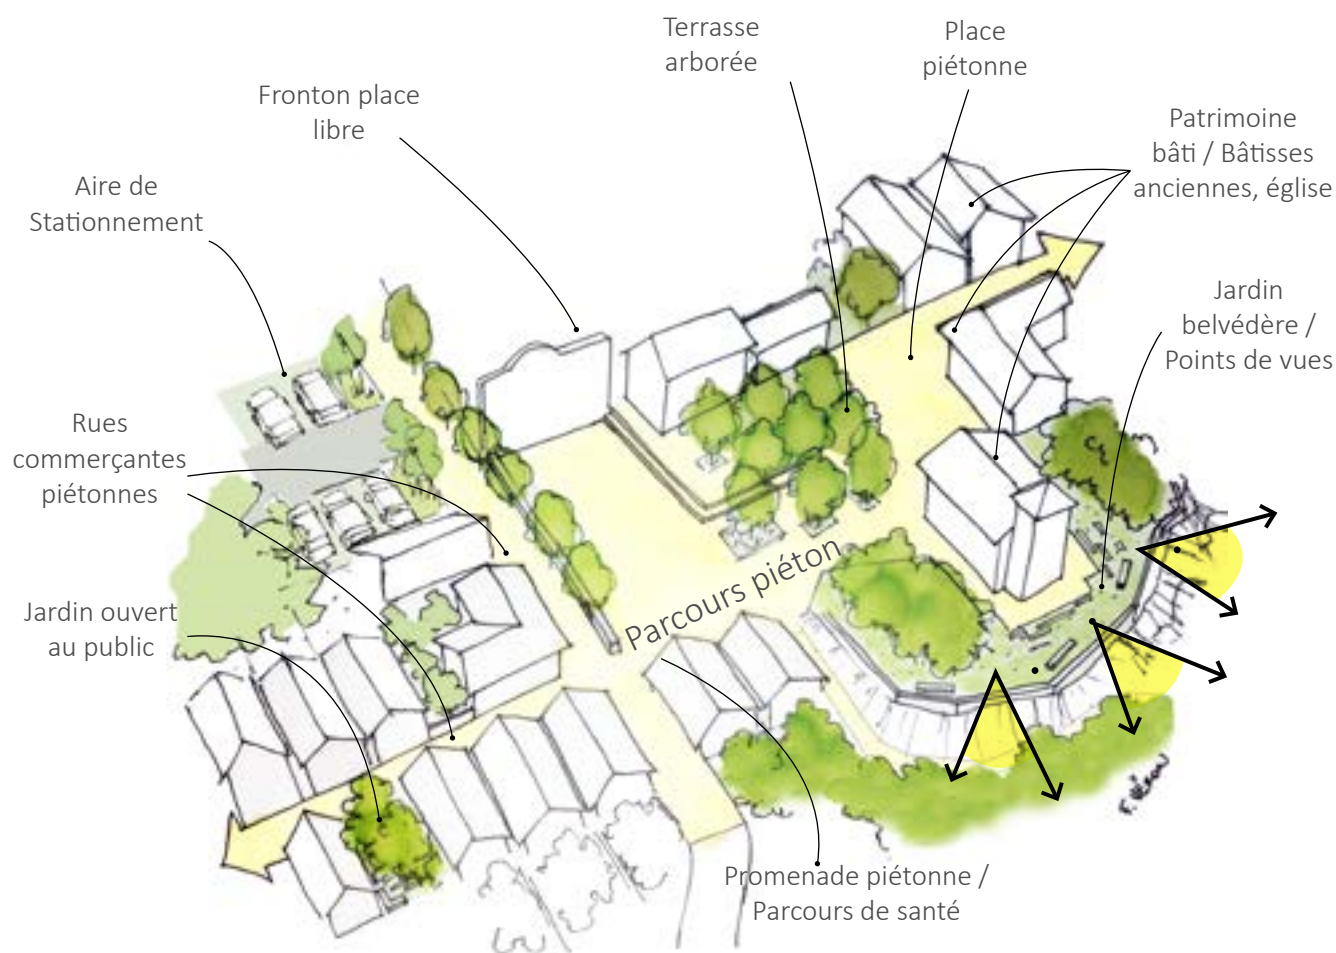 Terrasse
arborée
Place
piétonne
Fronton place
libre
Patrimoine
bâti / Bâtisses
anciennes, église
Aire de
Stationnement
Jardin
belvédère /
Points de vues
Rues
commerçantes
piétonnes
Parcours piéton
Jardin ouvert
au public
Promenade piétonne /
Parcours de santé